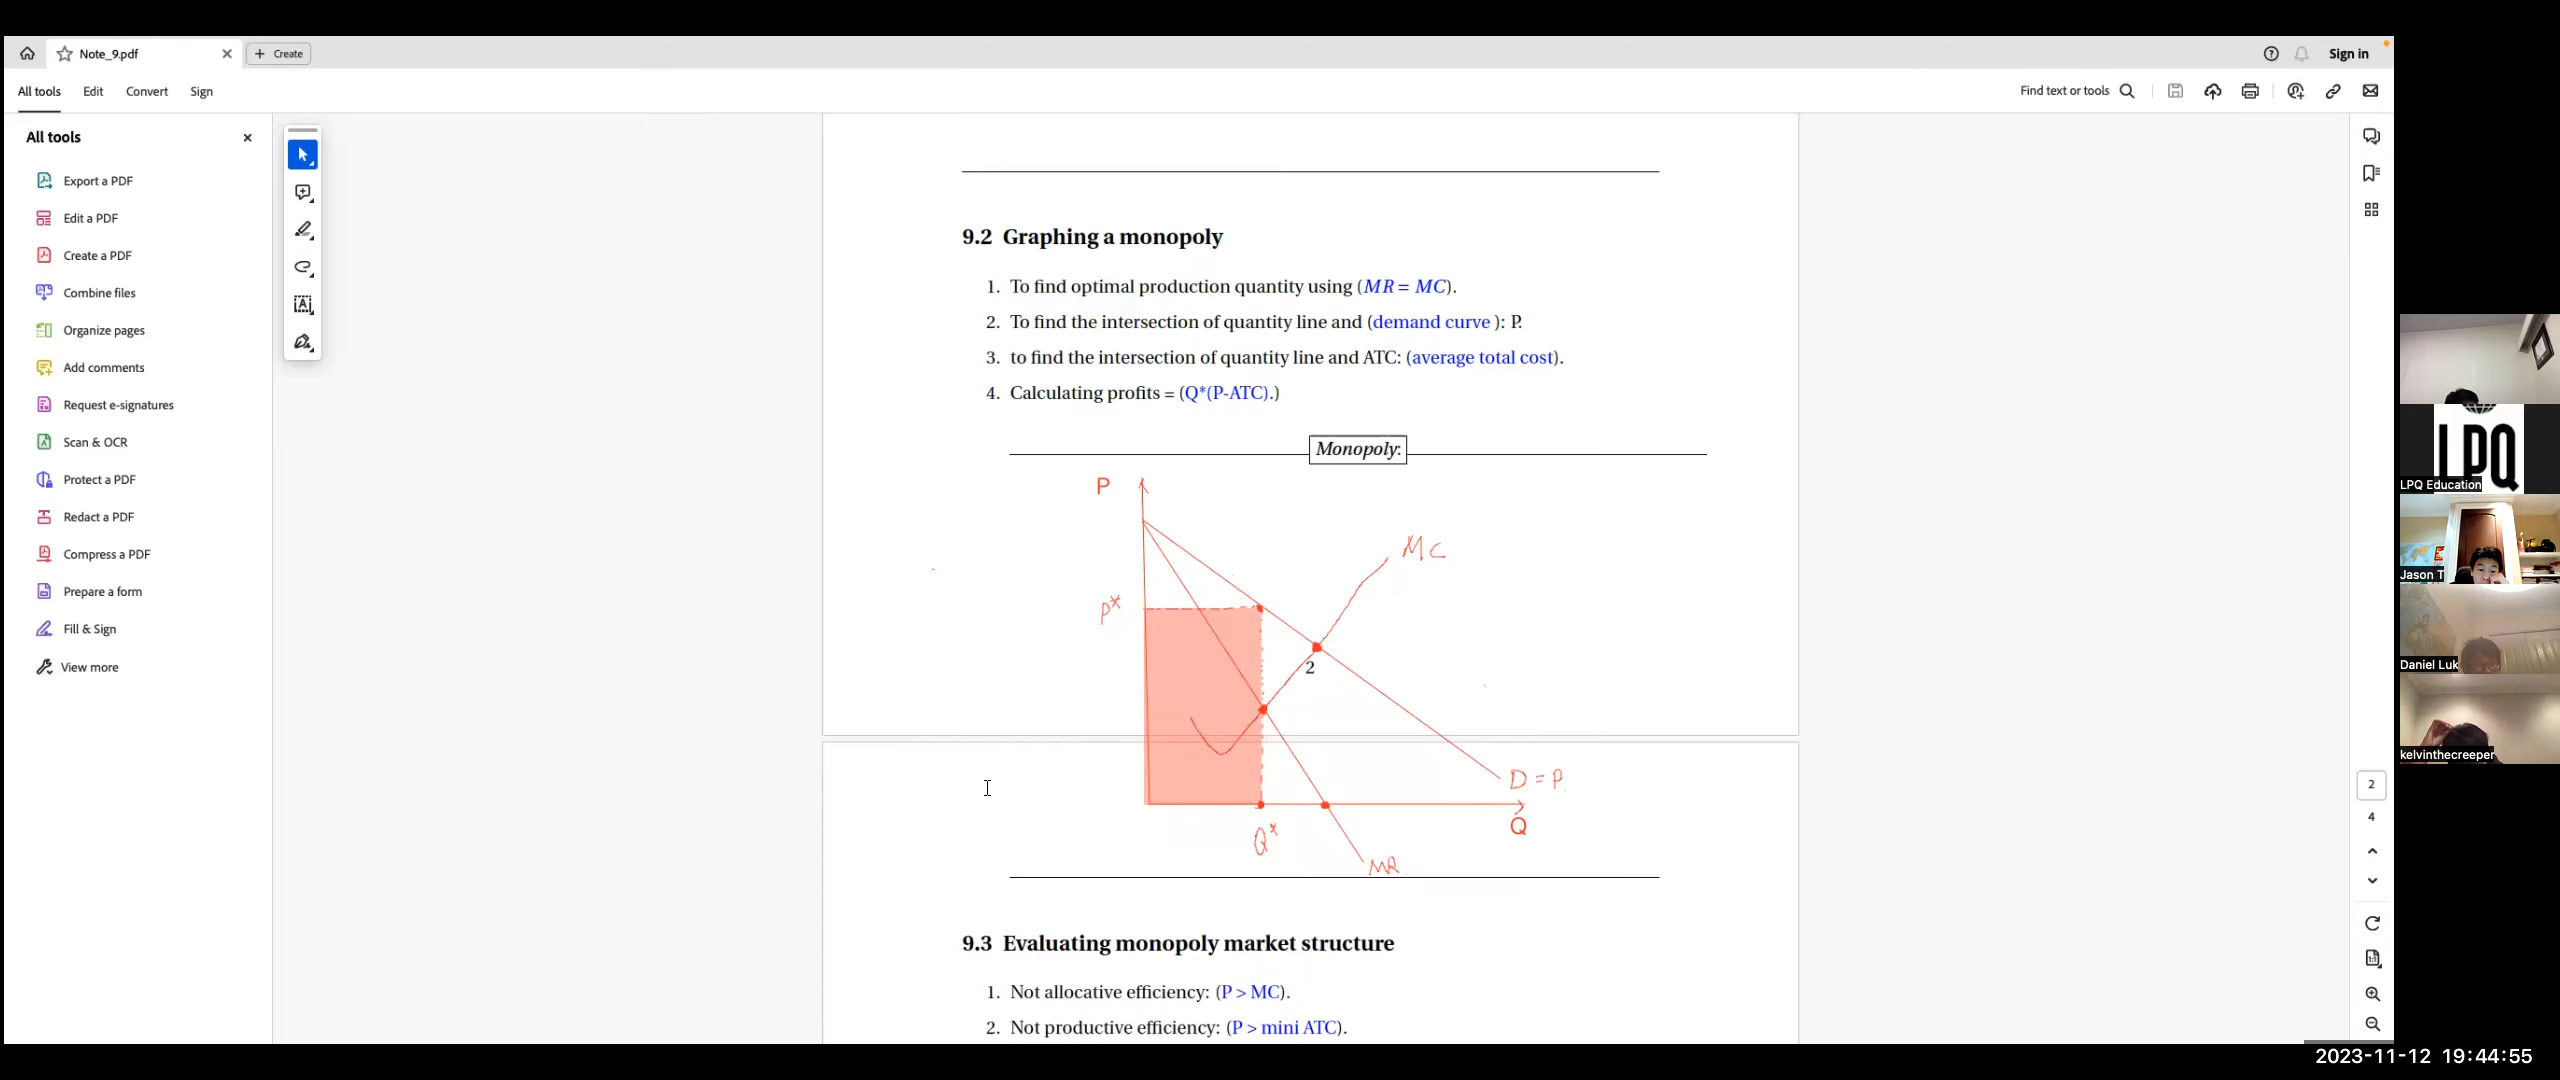 Note_9.pdf
Create
Sign in
All tools
Edit
Convert
Sign
Find text or tools
All tools
Export a PDF
Edit a PDF
Create a PDF
Combine files
Organize pages
Add comments
Request e-signatures
Scan & OCR
Protect a PDF
Redact a PDF
Compress a PDF
Prepare a form
Fill & Sign
View more
9.2 Graphing a monopoly
1. To find optimal production quantity using (MR = MC).
2. To find the intersection of quantity line and (demand curve ): P.
3. to find the intersection of quantity line and ATC: (average total cost).
4. Calculating profits = (Q*(P-ATC).)
Monopoly:
P
MC
P*
2
D = P.
Q
Q*
MR.
9.3 Evaluating monopoly market structure
1. Not allocative efficiency: (P > MC).
2. Not productive efficiency: (P > mini ATC).
2
4
LPQ
LPQ Education
Jason T
Daniel Luk
kelvinthecreeper
2023-11-12 19:44:55